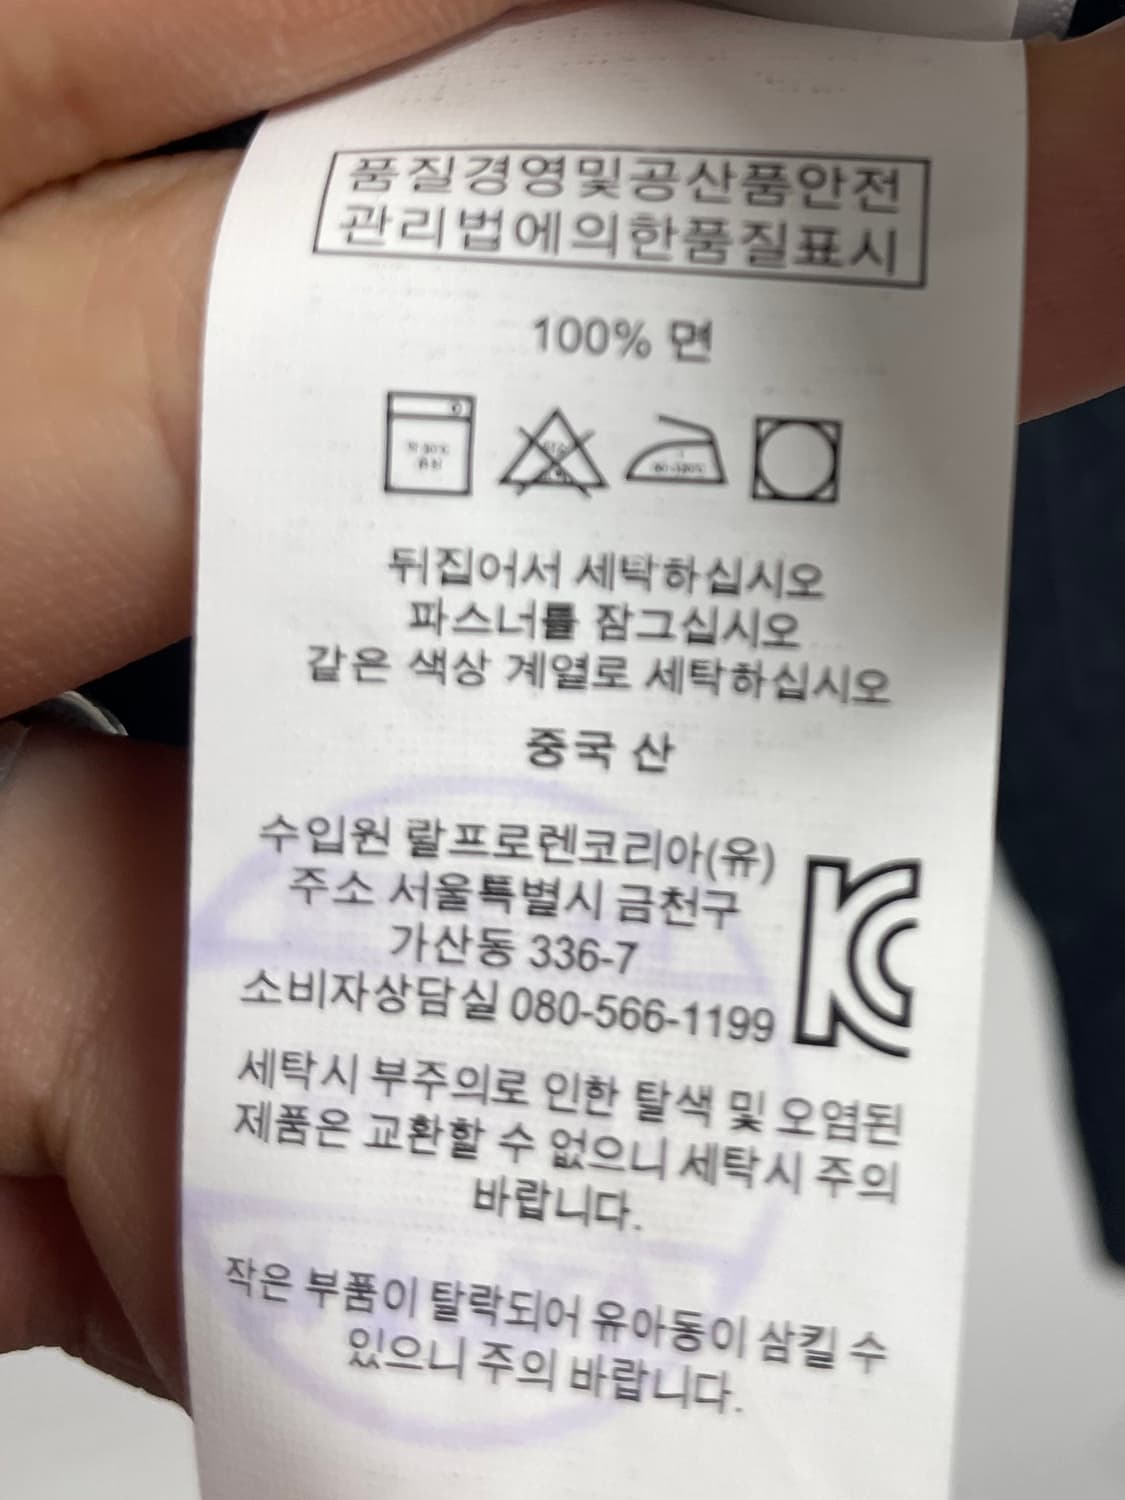 품질경영및공산품안전
관리법에의한품질표시
100% 면
뒤집어서 세탁하십시오
파스너를 잠그십시오
같은 색상 계열로 세탁하십시오
중국 산
수입원 랄프로렌코리아(유)
주소 서울특별시 금천구
가산동 336-7
소비자상담실 080-566-1199
세탁시 부주의로 인한 탈색 및 오염된
제품은 교환할 수 없으니 세탁시 주의
바랍니다.
작은 부품이 탈락되어 유아동이 삼킬 수
있으니 주의 바랍니다.